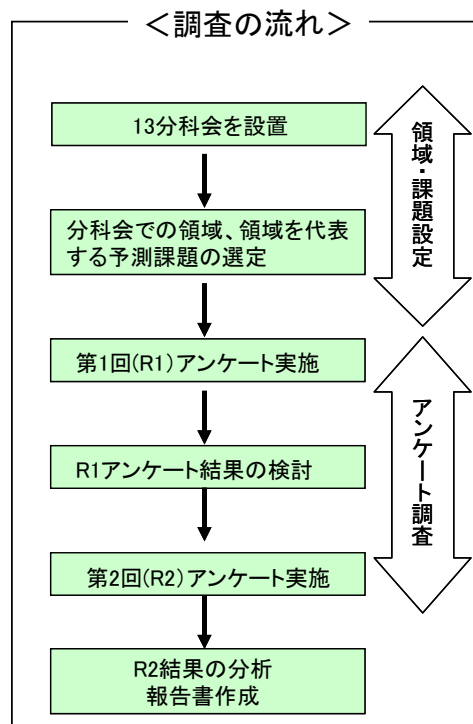 ＜調査の流れ＞
13分科会を設置
分科会での領域、領域を代表
する予測課題の選定
領域・課題設定
第1回(R1)アンケート実施
R1アンケート結果の検討
第2回(R2)アンケート実施
アンケート調査
R2結果の分析
報告書作成